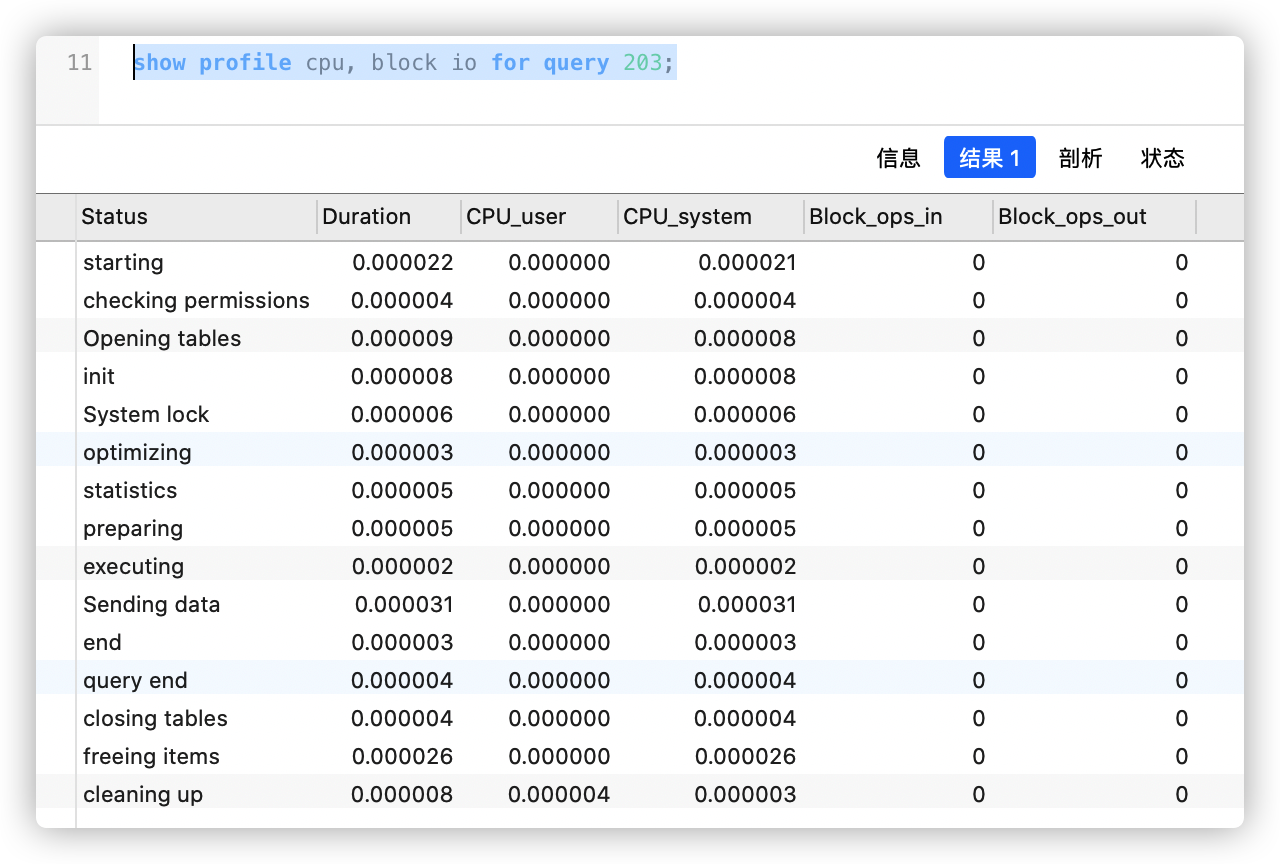 11 show profile cpu, block io for query 203;
信息 结果 1 剖析 状态
Status Duration CPU_user CPU_system Block_ops_in Block_ops_out
starting 0.000022 0.000000 0.000021 0 0
checking permissions 0.000004 0.000000 0.000004 0 0
Opening tables 0.000009 0.000000 0.000008 0 0
init 0.000008 0.000000 0.000008 0 0
System lock 0.000006 0.000000 0.000006 0 0
optimizing 0.000003 0.000000 0.000003 0 0
statistics 0.000005 0.000000 0.000005 0 0
preparing 0.000005 0.000000 0.000005 0 0
executing 0.000002 0.000000 0.000002 0 0
Sending data 0.000031 0.000000 0.000031 0 0
end 0.000003 0.000000 0.000003 0 0
query end 0.000004 0.000000 0.000004 0 0
closing tables 0.000004 0.000000 0.000004 0 0
freeing items 0.000026 0.000000 0.000026 0 0
cleaning up 0.000008 0.000004 0.000003 0 0